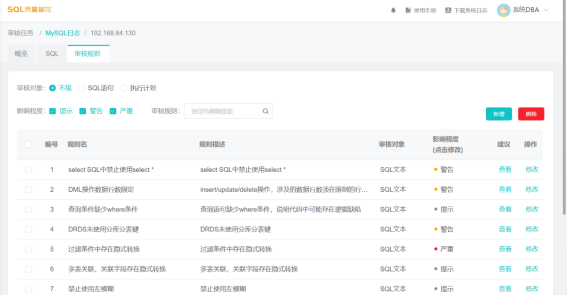 SQL质量管控
使用手册 下载系统日志 系统DBA
审核任务 / MySQL日志 / 192.168.64.130
概览 SQL 审核规则
审核对象: 不限 SQL语句 执行计划
影响程度: 提示 警告 严重 审核规则: 新增 删除
编号 规则名 规则描述 审核对象 影响程度 建议 操作
(点击修改)
1 select SQL中禁止使用select * select SQL中禁止使用select * SQL文本 警告 查看 修改
2 DML操作数据行数限定 insert/update/delete操作，涉及的数据行数须在限制的行... SQL文本 警告 查看 修改
3 查询条件缺少where条件 查询语句缺少where条件，说明代码中可能存在逻辑缺陷 SQL文本 提示 查看 修改
4 DRDS未使用分库分表键 DRDS未使用分库分表键 SQL文本 警告 查看 修改
5 过滤条件中存在隐式转换 过滤条件中存在隐式转换 SQL文本 严重 查看 修改
6 多表关联，关联字段存在隐式转换 多表关联，关联字段存在隐式转换 SQL文本 提示 查看 修改
7 禁止使用左模糊 禁止使用左模糊 SQL文本 提示 查看 修改